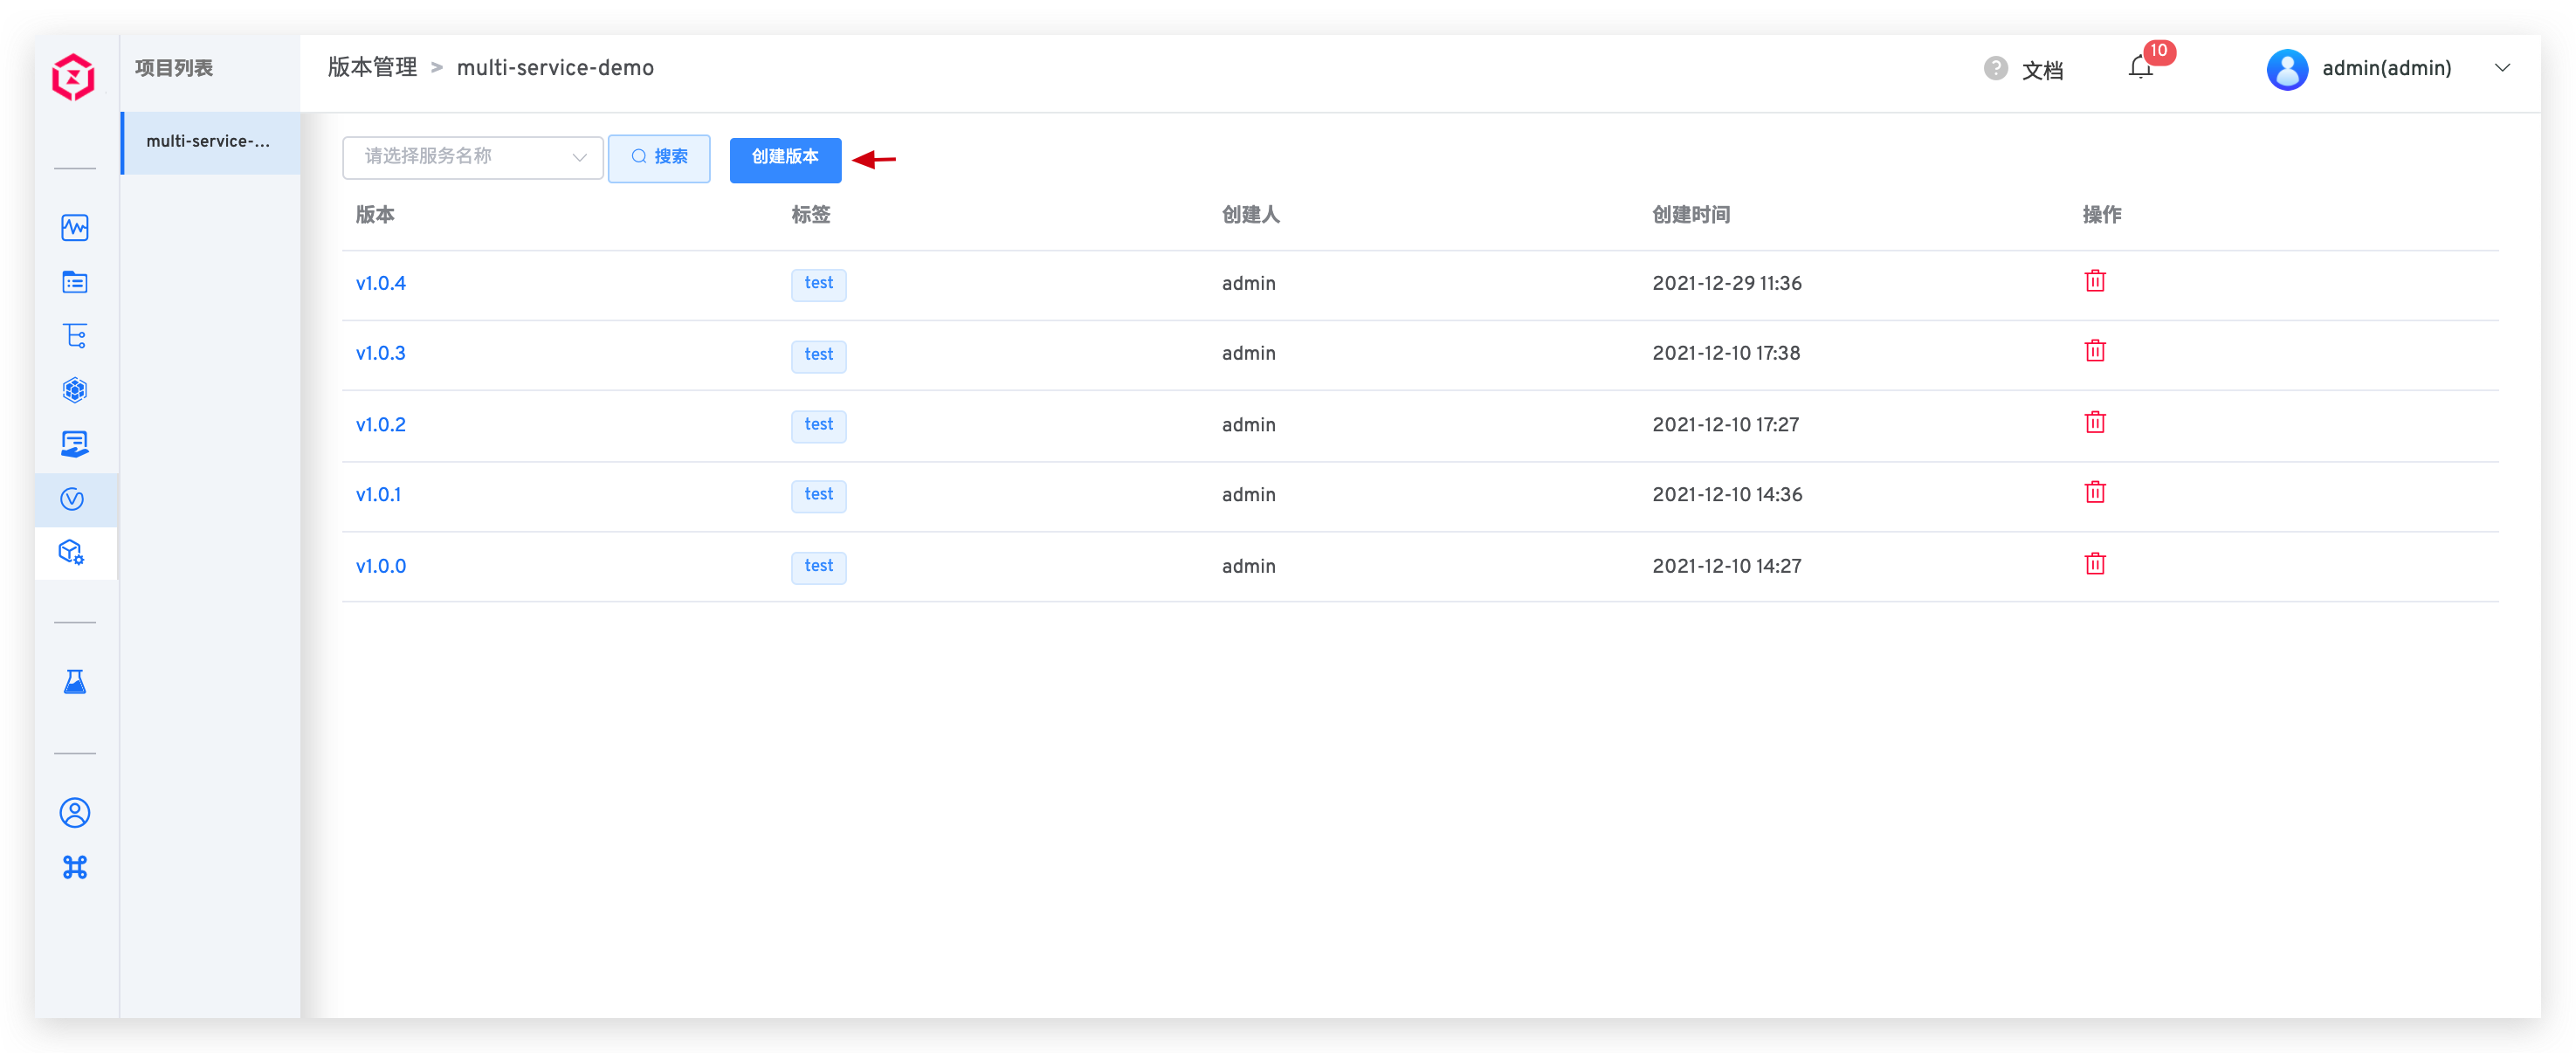 项目列表
版本管理 > multi-service-demo
? 文档
10
admin(admin)
multi-service-...
请选择服务名称
搜索
创建版本
版本 标签 创建人 创建时间 操作
v1.0.4 test admin 2021-12-29 11:36
v1.0.3 test admin 2021-12-10 17:38
v1.0.2 test admin 2021-12-10 17:27
v1.0.1 test admin 2021-12-10 14:36
v1.0.0 test admin 2021-12-10 14:27